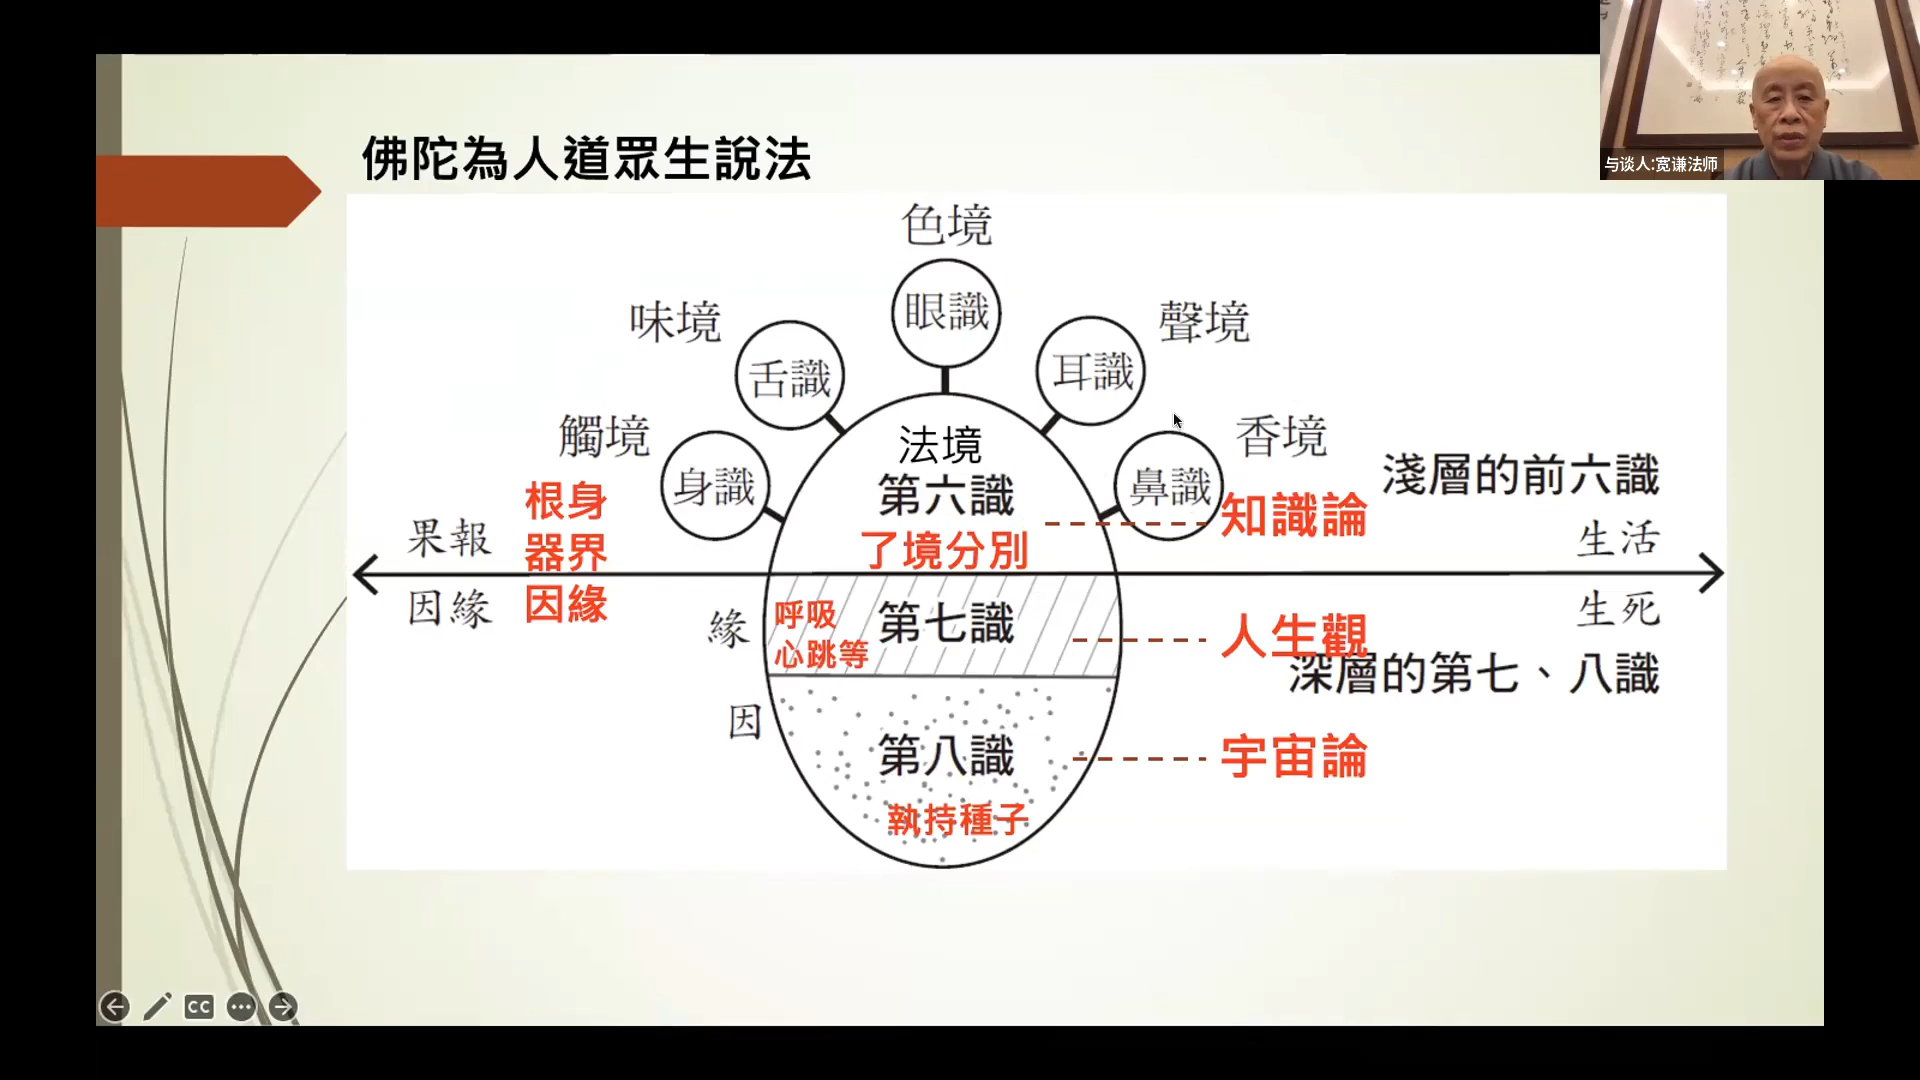 佛陀為人道眾生說法
与谈人:宽谦法师
色境
眼識
味境
舌識
聲境
耳識
觸境
身識
香境
鼻識
法境
第六識
了境分別
知識論
淺層的前六識
果報
根身
器界
因緣
生活
因緣
生死
緣
呼吸
心跳等
第七識
人生觀
深層的第七、八識
因
第八識
執持種子
宇宙論
CC